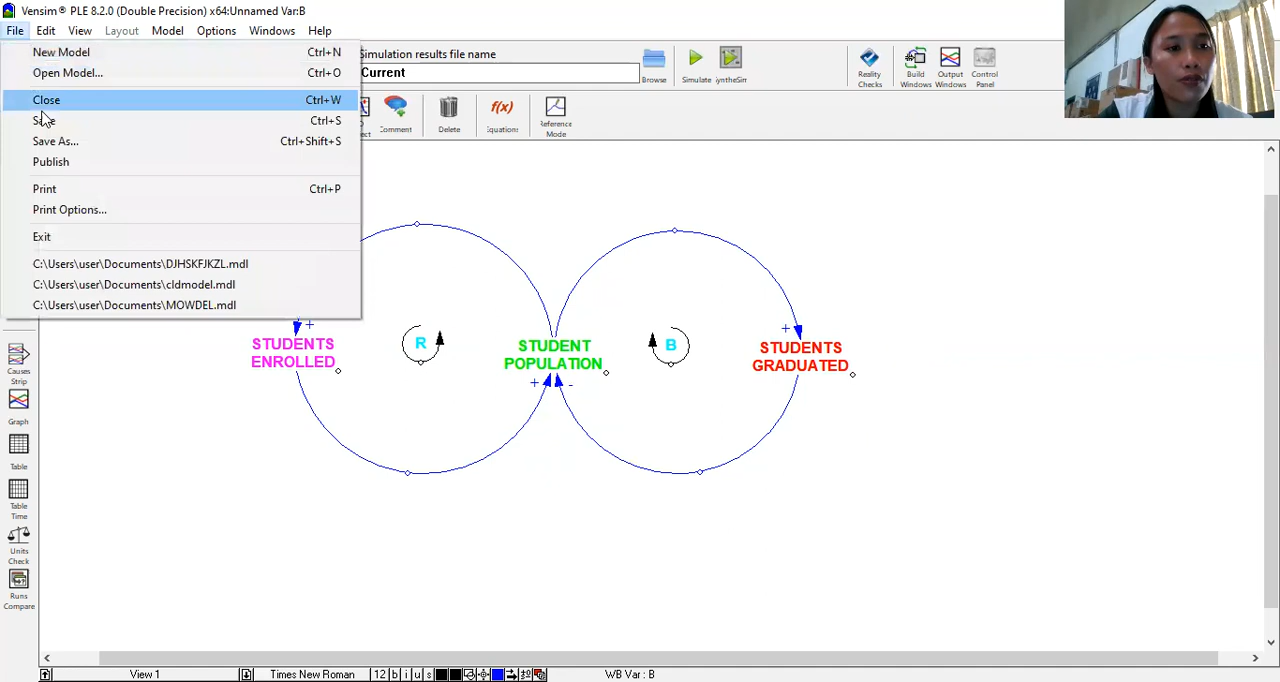 Vensim® PLE 8.2.0 (Double Precision) x64:Unnamed Var:B
File Edit View Layout Model Options Windows Help
New Model Ctrl+N
Open Model... Ctrl+O
Close Ctrl+W
Save Ctrl+S
Save As... Ctrl+Shift+S
Publish
Print Ctrl+P
Print Options...
Exit
C:\Users\user\Documents\DJHSKFJKZL.mdl
C:\Users\user\Documents\cldmodel.mdl
C:\Users\user\Documents\MOWDEL.mdl
Simulation results file name
Current
Browse
Simulate
SyntheSim
Reality Checks
Build Windows
Output Windows
Control Panel
Comment
Delete
f(x)
Equations
Reference Mode
Causes Strip
Graph
Table
Table Time
Units Check
Runs Compare
+
STUDENTS
ENROLLED
R
STUDENT
POPULATION
+ -
B
+
STUDENTS
GRADUATED
View 1
Times New Roman 12 b i u s
WB Var : B